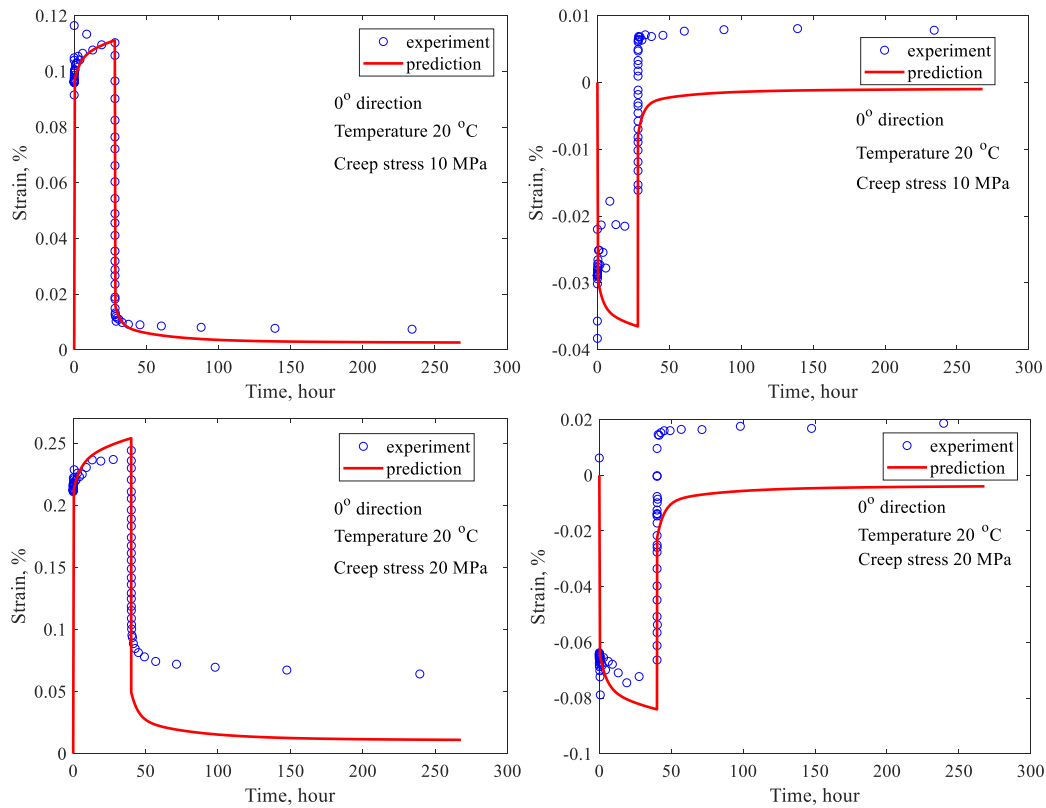 0.12
0.1
0.08
0.06
0.04
0.02
0
Strain, %
experiment
prediction
0° direction
Temperature 20 °C
Creep stress 10 MPa
0 50 100 150 200 250 300
Time, hour
0.01
0
-0.01
-0.02
-0.03
-0.04
Strain, %
experiment
prediction
0° direction
Temperature 20 °C
Creep stress 10 MPa
0 50 100 150 200 250 300
Time, hour
0.25
0.2
0.15
0.1
0.05
0
Strain, %
experiment
prediction
0° direction
Temperature 20 °C
Creep stress 20 MPa
0 50 100 150 200 250 300
Time, hour
0.02
0
-0.02
-0.04
-0.06
-0.08
-0.1
Strain, %
experiment
prediction
0° direction
Temperature 20 °C
Creep stress 20 MPa
0 50 100 150 200 250 300
Time, hour